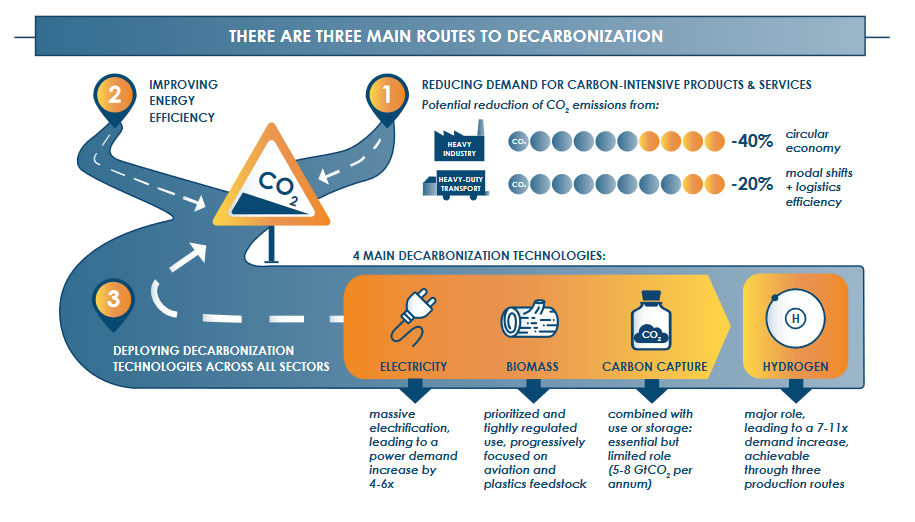 THERE ARE THREE MAIN ROUTES TO DECARBONIZATION
2
IMPROVING
ENERGY
EFFICIENCY
1
REDUCING DEMAND FOR CARBON-INTENSIVE PRODUCTS & SERVICES
Potential reduction of CO₂ emissions from:
HEAVY
INDUSTRY
CO₂
-40%
circular
economy
HEAVY-DUTY
TRANSPORT
CO₂
-20%
modal shifts
+ logistics
efficiency
CO₂
3
DEPLOYING DECARBONIZATION
TECHNOLOGIES ACROSS ALL SECTORS
4 MAIN DECARBONIZATION TECHNOLOGIES:
ELECTRICITY
massive
electrification,
leading to a
power demand
increase by
4-6x
BIOMASS
prioritized and
tightly regulated
use, progressively
focused on
aviation and
plastics feedstock
CO₂
CARBON CAPTURE
combined with
use or storage:
essential but
limited role
(5-8 GtCO₂ per
annum)
H
HYDROGEN
major role,
leading to a 7-11x
demand increase,
achievable
through three
production routes